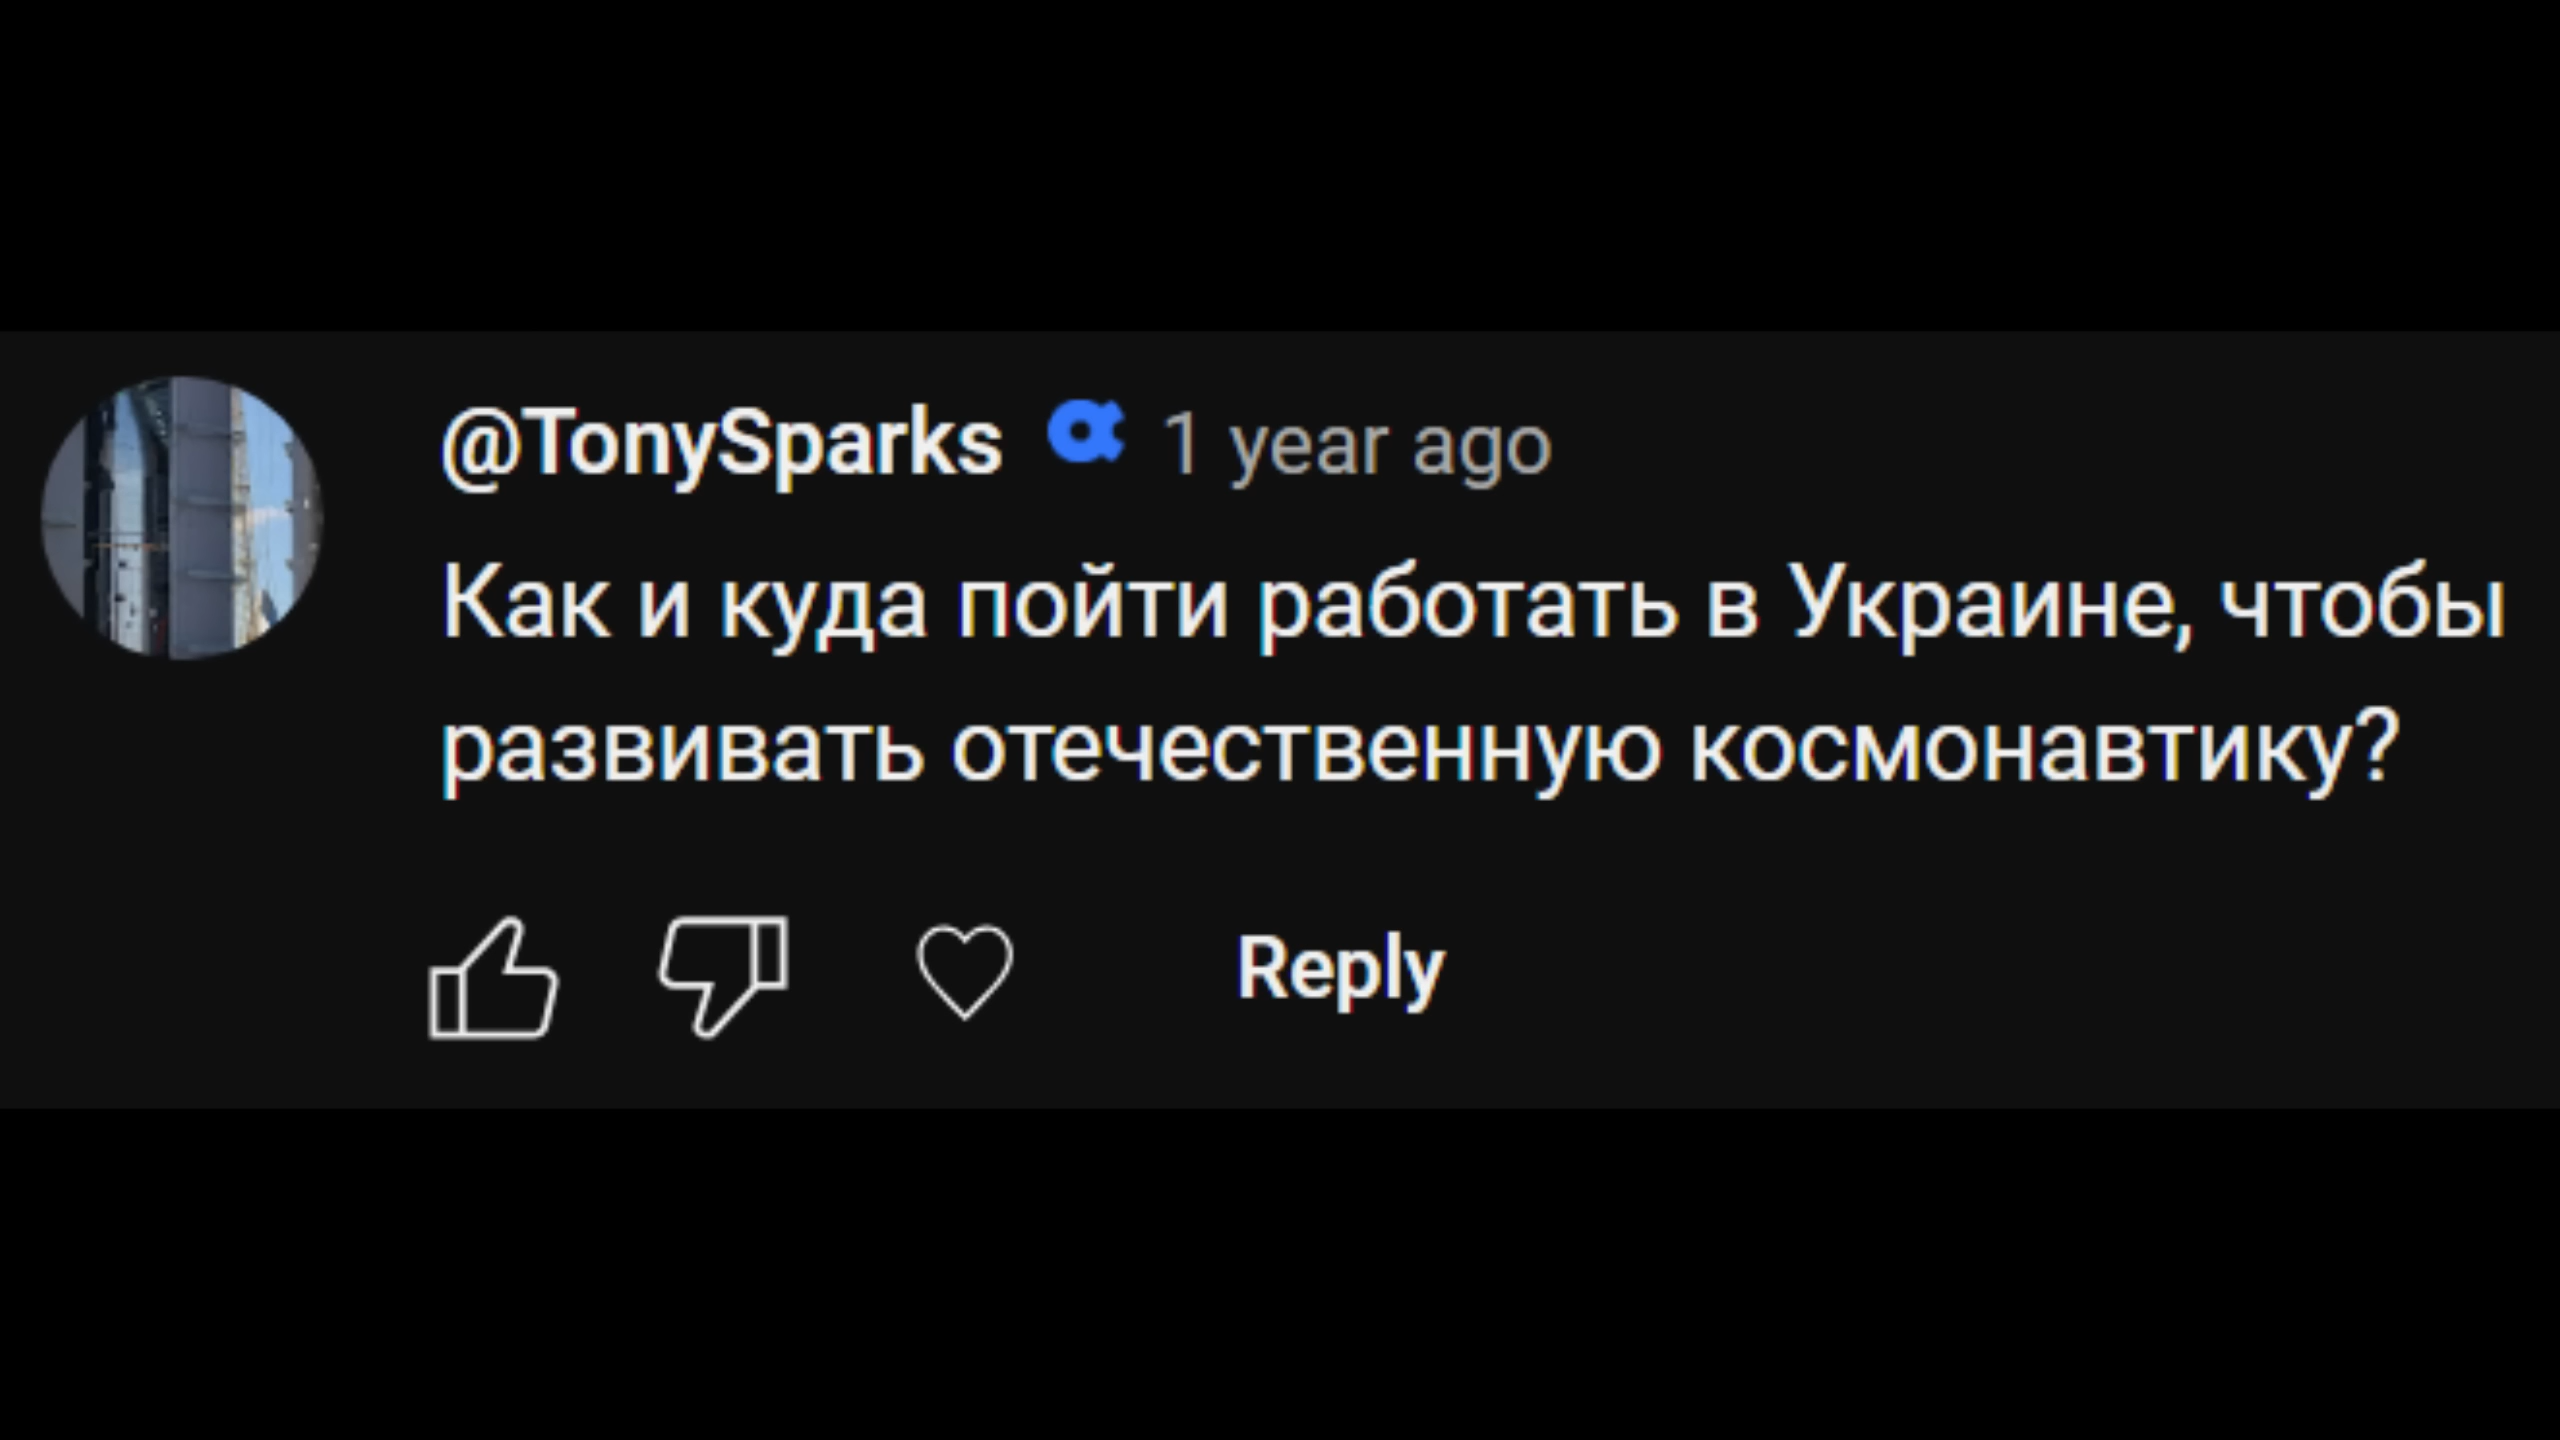 @TonySparks 1 year ago
Как и куда пойти работать в Украине, чтобы
развивать отечественную космонавтику?
Reply